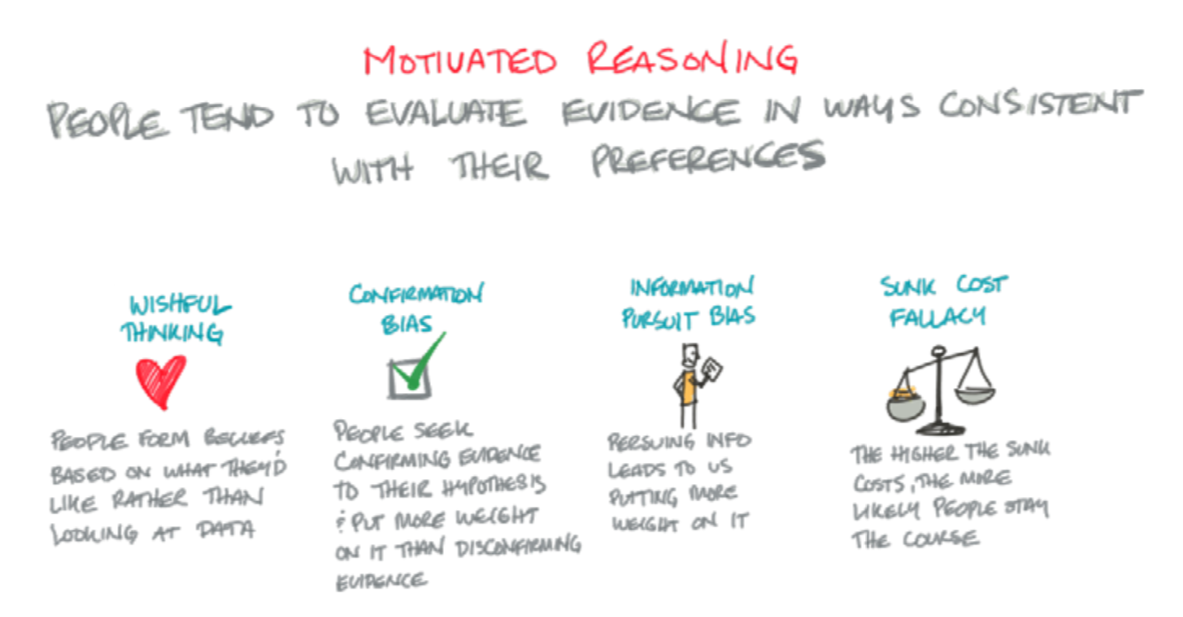 MOTIVATED REASONING
PEOPLE TEND TO EVALUATE EVIDENCE IN WAYS CONSISTENT
WITH THEIR PREFERENCES
WISHFUL
THINKING
PEOPLE FORM BELIEFS
BASED ON WHAT THEY'D
LIKE RATHER THAN
LOOKING AT DATA
CONFIRMATION
BIAS
PEOPLE SEEK
CONFIRMING EVIDENCE
TO THEIR HYPOTHESIS
& PUT MORE WEIGHT
ON IT THAN DISCONFIRMING
EVIDENCE
INFORMATION
PURSUIT BIAS
PERSUING INFO
LEADS TO US
PUTTING MORE
WEIGHT ON IT
SUNK COST
FALLACY
THE HIGHER THE SUNK
COSTS, THE MORE
LIKELY PEOPLE STAY
THE COURSE